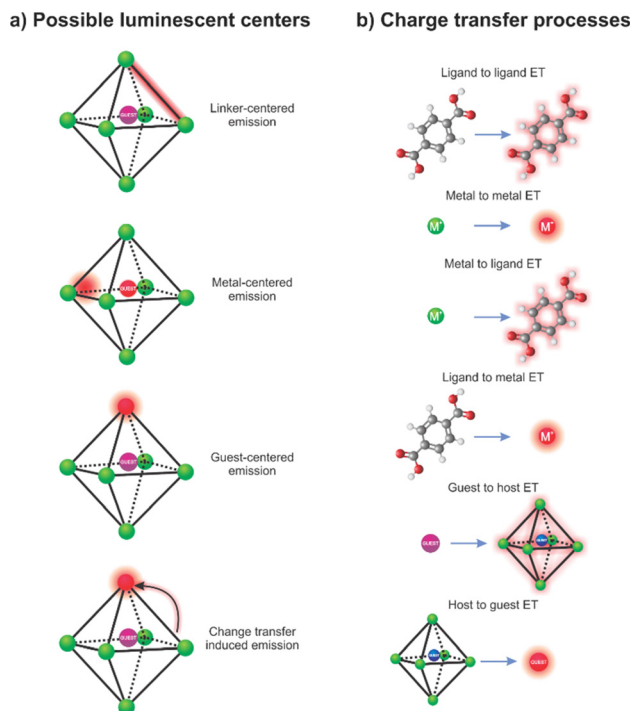 a) Possible luminescent centers
b) Charge transfer processes
Linker-centered
emission
GUEST
Metal-centered
emission
GUEST
Guest-centered
emission
GUEST
Change transfer
induced emission
GUEST
Ligand to ligand ET
Metal to metal ET
M⁺
M⁺
Metal to ligand ET
M⁺
Ligand to metal ET
M⁺
Guest to host ET
GUEST
Host to guest ET
GUEST